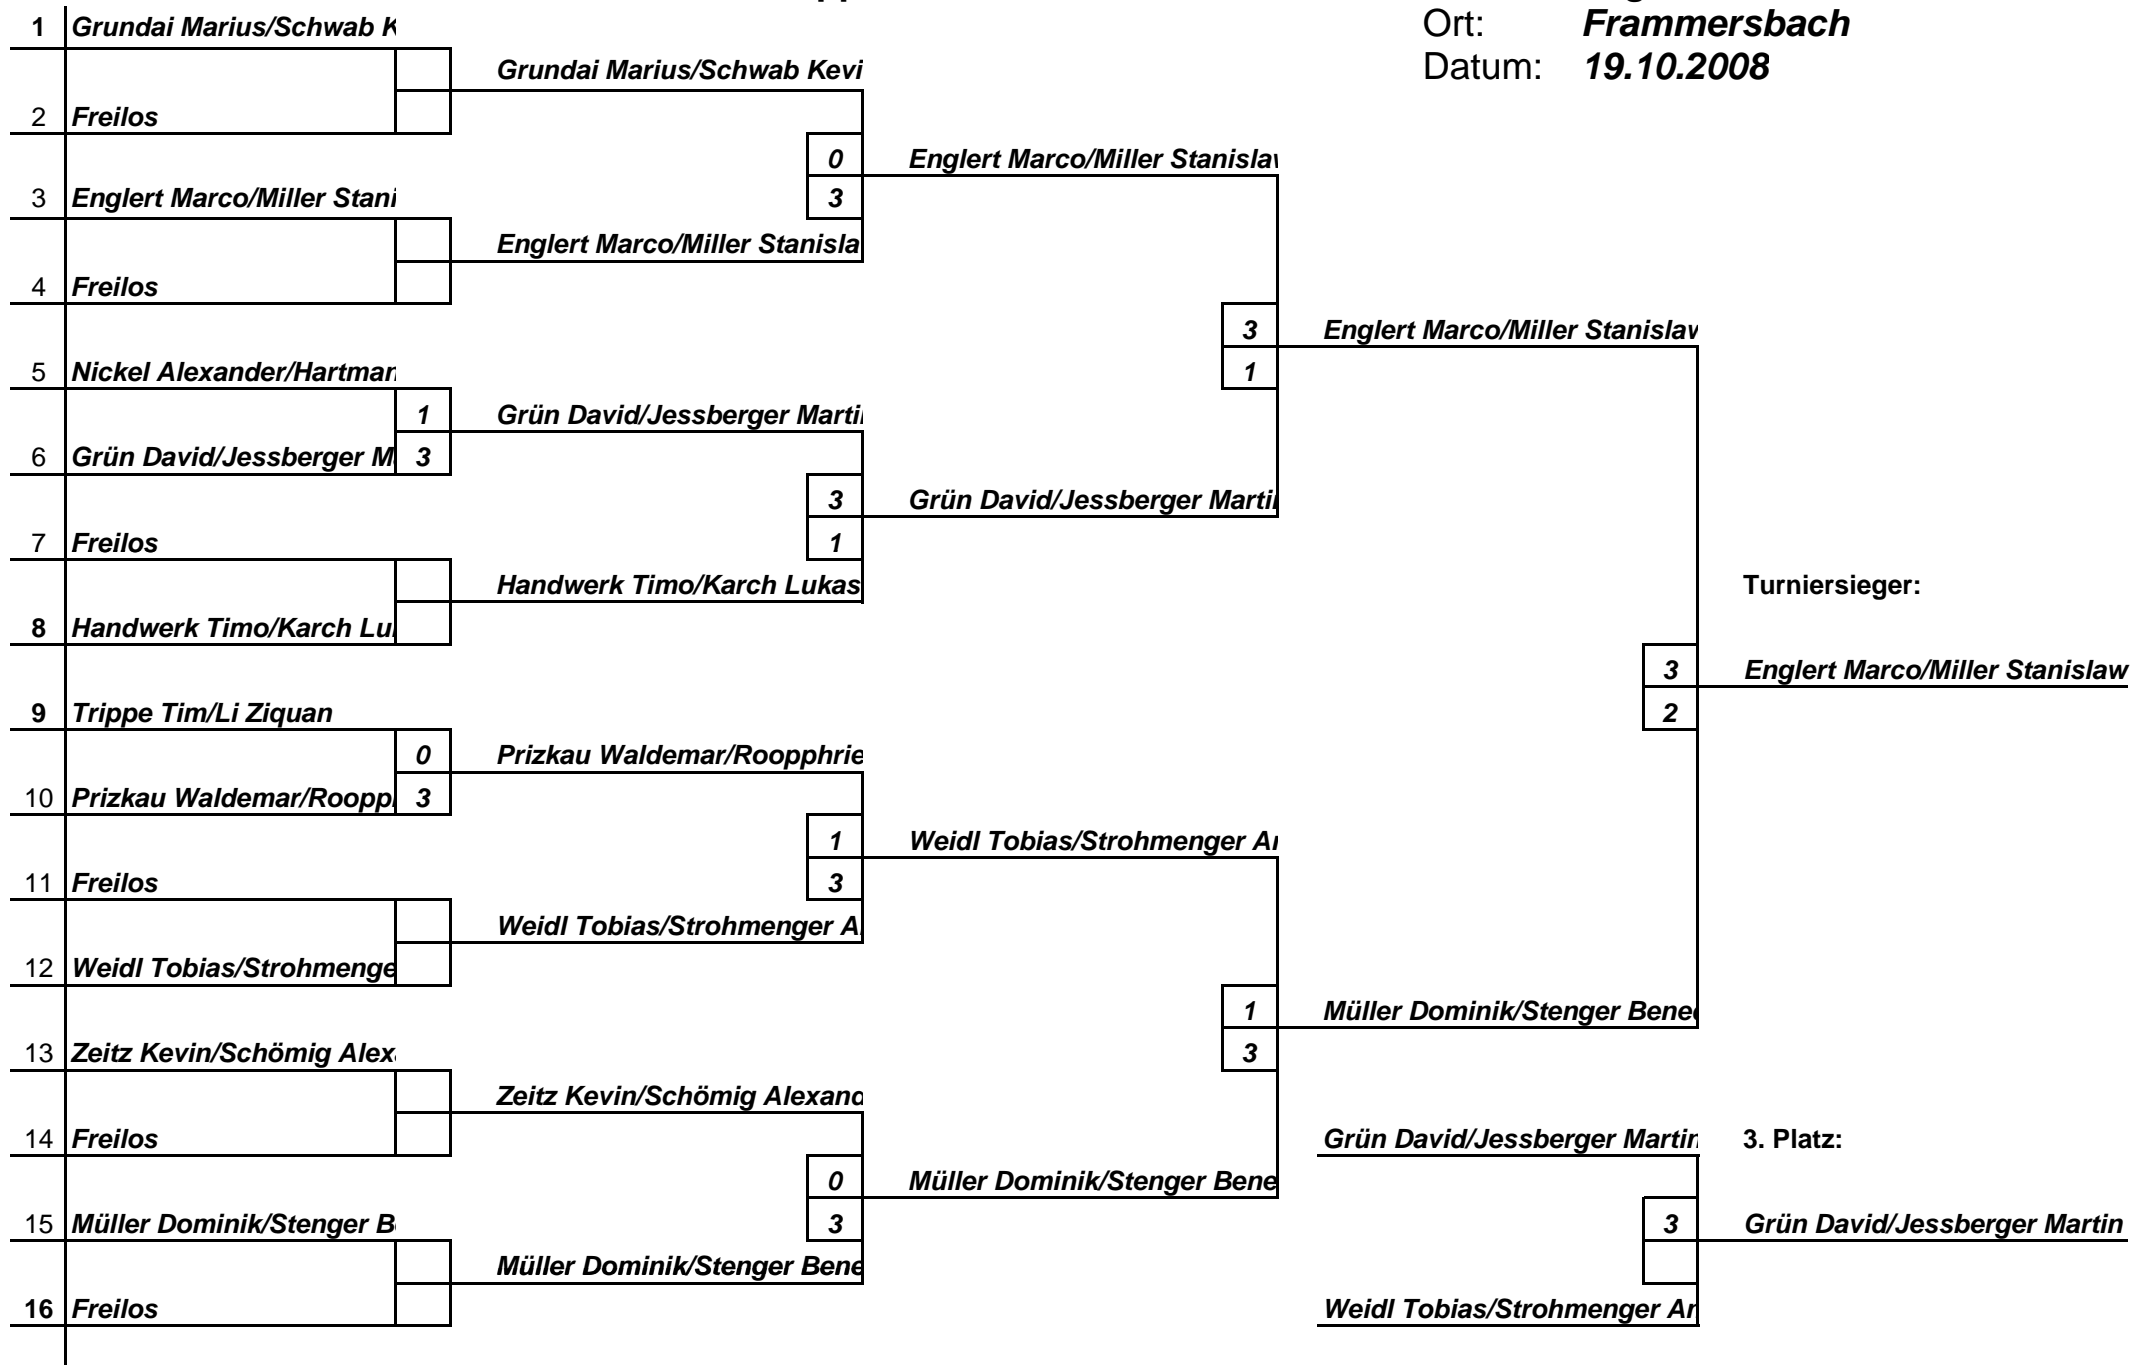 Ort: Frammersbach
Datum: 19.10.2008
1 Grundai Marius/Schwab
Grundai Marius/Schwab Kevi
2 Freilos
0 Englert Marco/Miller Stanisla
3 Englert Marco/Miller Stani 3
Englert Marco/Miller Stanisla
4 Freilos
3 Englert Marco/Miller Stanislaw
5 Nickel Alexander/Hartman 1
1 Grün David/Jessberger Marti
6 Grün David/Jessberger M 3
3 Grün David/Jessberger Marti
7 Freilos 1
Handwerk Timo/Karch Lukas Turniersieger:
8 Handwerk Timo/Karch Lu
3 Englert Marco/Miller Stanislaw
9 Trippe Tim/Li Ziquan 2
0 Prizkau Waldemar/Roopphrie
10 Prizkau Waldemar/Roopp 3
1 Weidl Tobias/Strohmenger A
11 Freilos 3
Weidl Tobias/Strohmenger A
12 Weidl Tobias/Strohmenge
1 Müller Dominik/Stenger Bene
13 Zeitz Kevin/Schömig Alex 3
Zeitz Kevin/Schömig Alexand
14 Freilos Grün David/Jessberger Martin 3. Platz:
0 Müller Dominik/Stenger Bene
15 Müller Dominik/Stenger B 3 3 Grün David/Jessberger Martin
Müller Dominik/Stenger Bene
16 Freilos Weidl Tobias/Strohmenger An